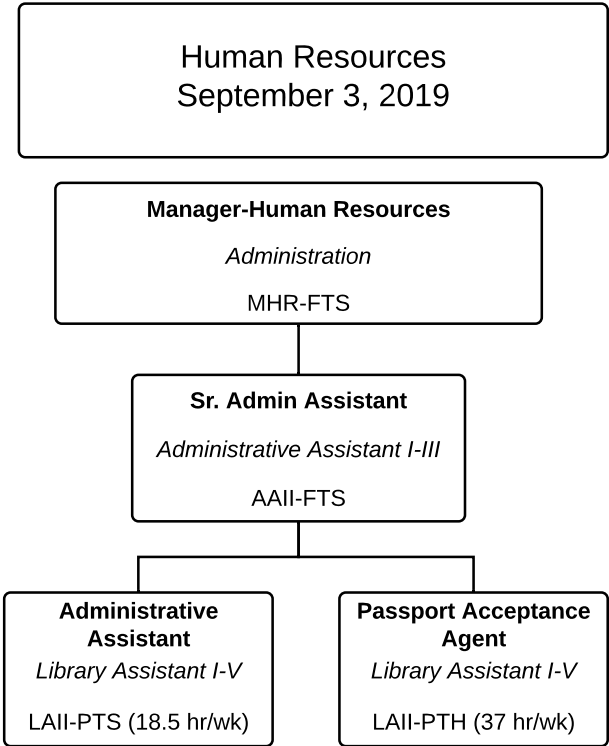 Human Resources
September 3, 2019
Manager-Human Resources
Administration
MHR-FTS
Sr. Admin Assistant
Administrative Assistant I-III
AAII-FTS
Administrative
Assistant
Library Assistant I-V
LAII-PTS (18.5 hr/wk)
Passport Acceptance
Agent
Library Assistant I-V
LAII-PTH (37 hr/wk)